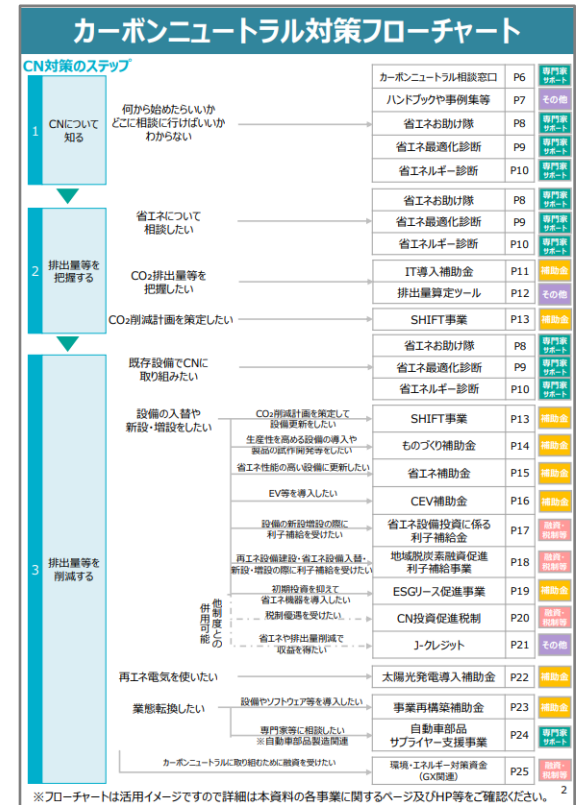 カーボンニュートラル対策フローチャート
CN対策のステップ
1
CNについて
知る
何から始めたらいいか
どこに相談に行けばいいか
わからない
カーボンニュートラル相談窓口 P6 専門家サポート
ハンドブックや事例集等 P7 その他
省エネお助け隊 P8 専門家サポート
省エネ最適化診断 P9 専門家サポート
省エネルギー診断 P10 専門家サポート
2
排出量等を
把握する
省エネについて
相談したい
省エネお助け隊 P8 専門家サポート
省エネ最適化診断 P9 専門家サポート
省エネルギー診断 P10 専門家サポート
CO₂排出量等を
把握したい
IT導入補助金 P11 補助金
排出量算定ツール P12 その他
CO₂削減計画を策定したい
SHIFT事業 P13 補助金
3
排出量等を
削減する
既存設備でCNに
取り組みたい
省エネお助け隊 P8 専門家サポート
省エネ最適化診断 P9 専門家サポート
省エネルギー診断 P10 専門家サポート
設備の入替や
新設・増設をしたい
CO₂削減計画を策定して
設備更新をしたい
SHIFT事業 P13 補助金
生産性を高める設備の導入や
製品の試作開発等をしたい
ものづくり補助金 P14 補助金
省エネ性能の高い設備に更新したい
省エネ補助金 P15 補助金
EV等を導入したい
CEV補助金 P16 補助金
設備の新設増設の際に
利子補給を受けたい
省エネ設備投資に係る
利子補給金 P17 融資・税制等
再エネ設備建設・省エネ設備入替・
新設・増設の際に利子補給を受けたい
地域脱炭素融資促進
利子補給事業 P18 融資・税制等
他制度との
併用可能
初期投資を抑えて
省エネ機器を導入したい
ESGリース促進事業 P19 補助金
税制優遇を受けたい
CN投資促進税制 P20 融資・税制等
省エネや排出量削減で
収益を得たい
J-クレジット P21 その他
再エネ電気を使いたい
太陽光発電導入補助金 P22 補助金
業態転換したい
設備やソフトウェア等を導入したい
事業再構築補助金 P23 補助金
専門家等に相談したい
※自動車部品製造関連
自動車部品
サプライヤー支援事業 P24 専門家サポート
カーボンニュートラルに取り組むために融資を受けたい
環境・エネルギー対策資金
(GX関連) P25 融資・税制等
※フローチャートは活用イメージですので詳細は本資料の各事業に関するページ及びHP等をご確認ください。
2